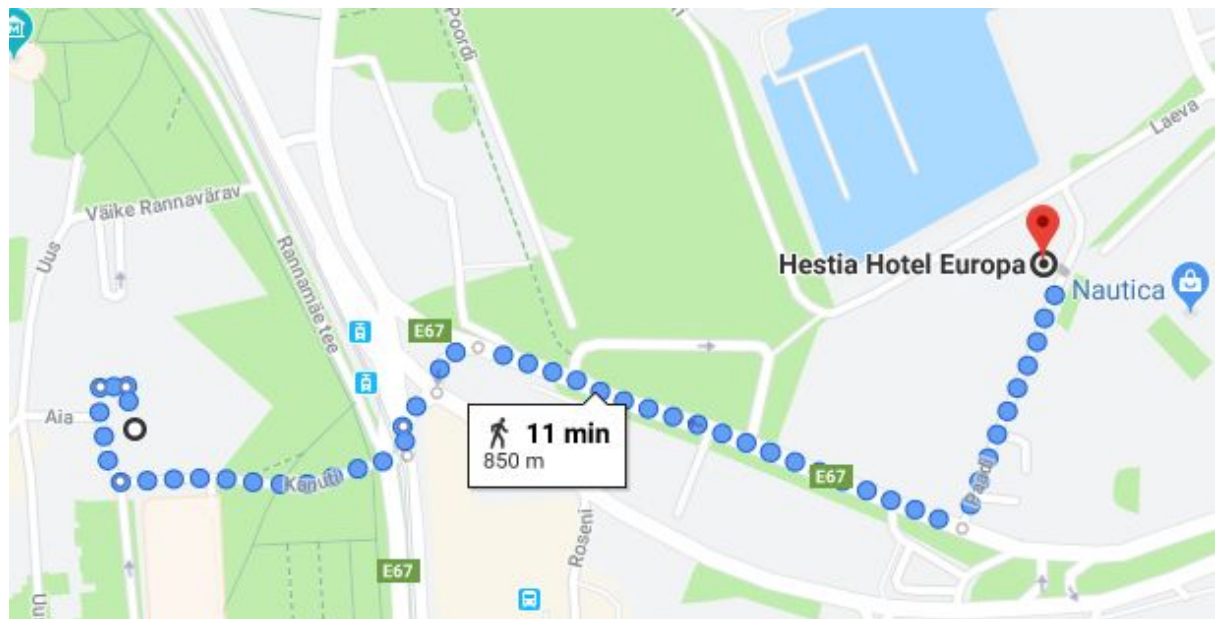 M
Poordi
Laeva
Väike Rannavärav
Uus
Rannamäe tee
Hestia Hotel Europa
Nautica
E67
Aia
11 min
850 m
E67
Kanuti
Paadi
Roseni
E67